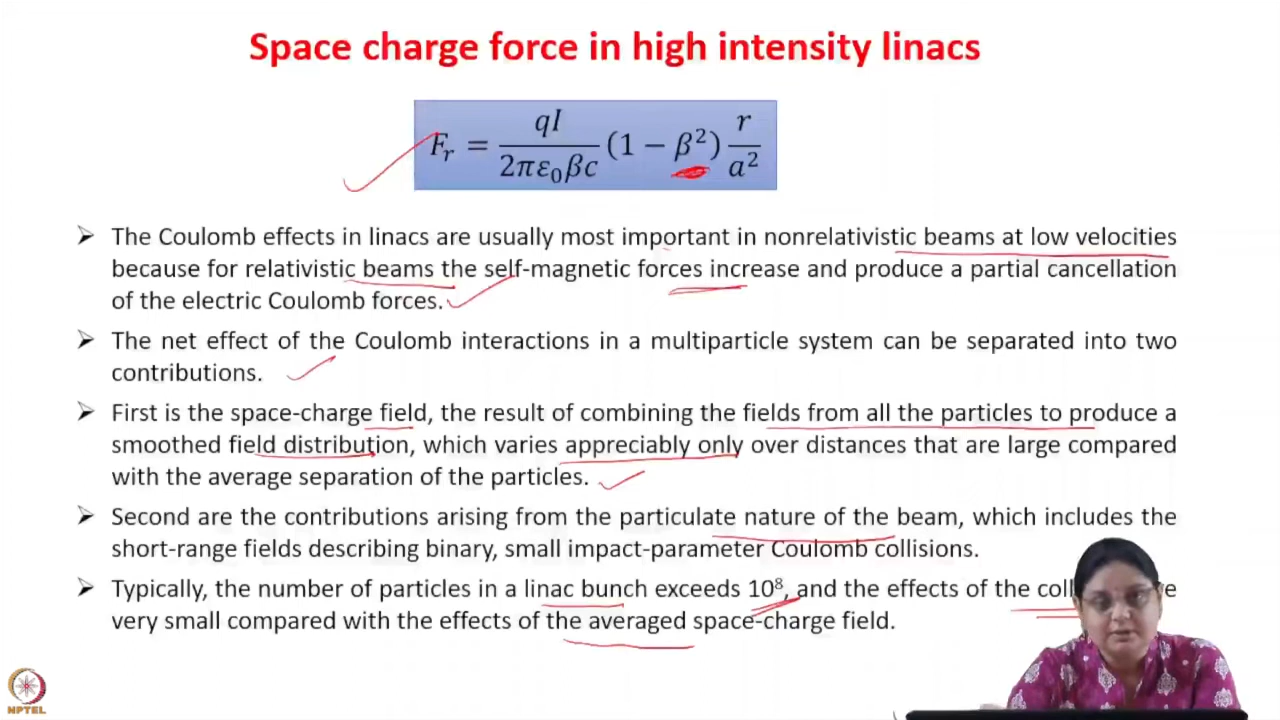 Space charge force in high intensity linacs
F_r = \frac{qI}{2πε_0βc} (1 − β^2) \frac{r}{a^2}
➢ The Coulomb effects in linacs are usually most important in nonrelativistic beams at low velocities
because for relativistic beams the self-magnetic forces increase and produce a partial cancellation
of the electric Coulomb forces.
➢ The net effect of the Coulomb interactions in a multiparticle system can be separated into two
contributions.
➢ First is the space-charge field, the result of combining the fields from all the particles to produce a
smoothed field distribution, which varies appreciably only over distances that are large compared
with the average separation of the particles.
➢ Second are the contributions arising from the particulate nature of the beam, which includes the
short-range fields describing binary, small impact-parameter Coulomb collisions.
➢ Typically, the number of particles in a linac bunch exceeds 10⁸, and the effects of the
very small compared with the effects of the averaged space-charge field.
NPTEL